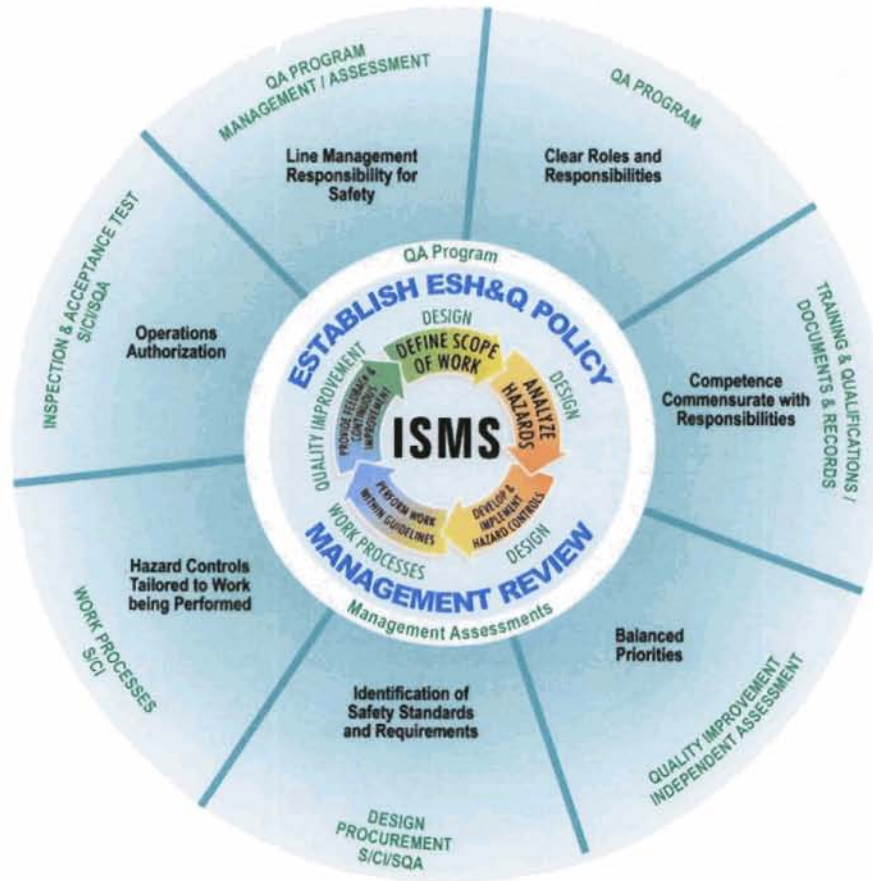 QA PROGRAM
MANAGEMENT / ASSESSMENT
Line Management
Responsibility for
Safety
QA PROGRAM
Clear Roles and
Responsibilities
TRAINING & QUALIFICATIONS /
DOCUMENTS & RECORDS
Competence
Commensurate with
Responsibilities
Balanced
Priorities
QUALITY IMPROVEMENT
INDEPENDENT ASSESSMENT
Identification of
Safety Standards
and Requirements
DESIGN
PROCUREMENT
S/CI/SQA
Hazard Controls
Tailored to Work
being Performed
WORK PROCESSES
S/CI
INSPECTION & ACCEPTANCE TEST
S/CI/SQA
Operations
Authorization
QA Program
ESTABLISH ESH&Q POLICY
DESIGN
DEFINE SCOPE
OF WORK
DESIGN
ANALYZE
HAZARDS
DEVELOP &
IMPLEMENT
HAZARD CONTROLS
DESIGN
PERFORM WORK
WITHIN GUIDELINES
WORK PROCESSES
PROVIDE FEEDBACK &
CONTINUOUS
IMPROVEMENT
QUALITY IMPROVEMENT
ISMS
MANAGEMENT REVIEW
Management Assessments